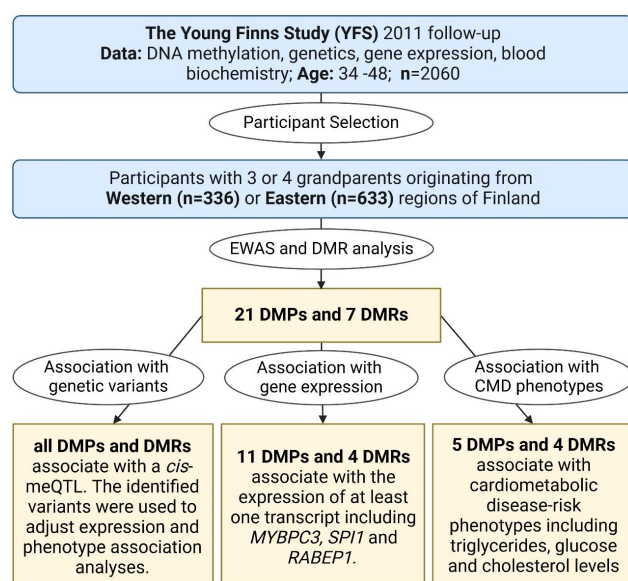 The Young Finns Study (YFS) 2011 follow-up
Data: DNA methylation, genetics, gene expression, blood
biochemistry; Age: 34 -48; n=2060
Participant Selection
Participants with 3 or 4 grandparents originating from
Western (n=336) or Eastern (n=633) regions of Finland
EWAS and DMR analysis
21 DMPs and 7 DMRs
Association with
genetic variants
Association with
gene expression
Association with
CMD phenotypes
all DMPs and DMRs
associate with a cis-
meQTL. The identified
variants were used to
adjust expression and
phenotype association
analyses.
11 DMPs and 4 DMRs
associate with the
expression of at least
one transcript including
MYBPC3, SPI1 and
RABEP1.
5 DMPs and 4 DMRs
associate with
cardiometabolic
disease-risk
phenotypes including
triglycerides, glucose
and cholesterol levels